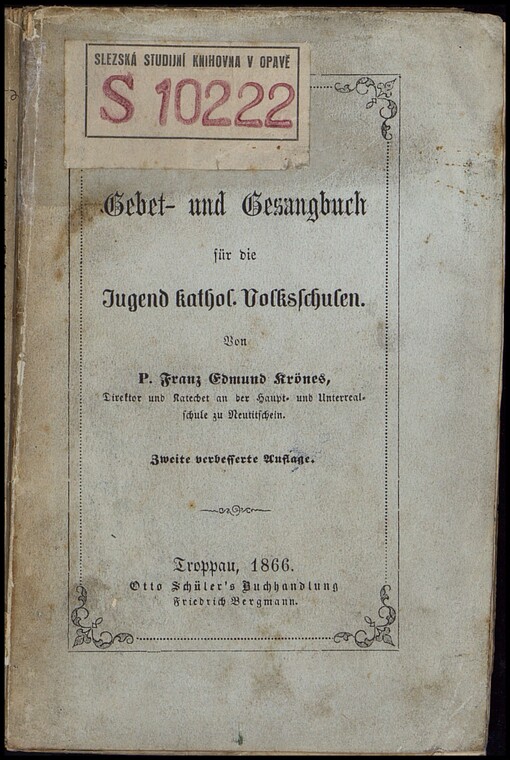 SLEZSKÁ STUDIJNÍ KNIHOVNA V OPAVĚ
S 10222
Gebet- und Gesangbuch
für die
Jugend kathol. Volksschulen.
Von
P. Franz Edmund Krönes,
Direktor und Katechet an der Haupt- und Unterreal-
schule zu Neutitschein.
Zweite verbesserte Auflage.
Troppau, 1866.
Otto Schüler's Buchhandlung
Friedrich Bergmann.